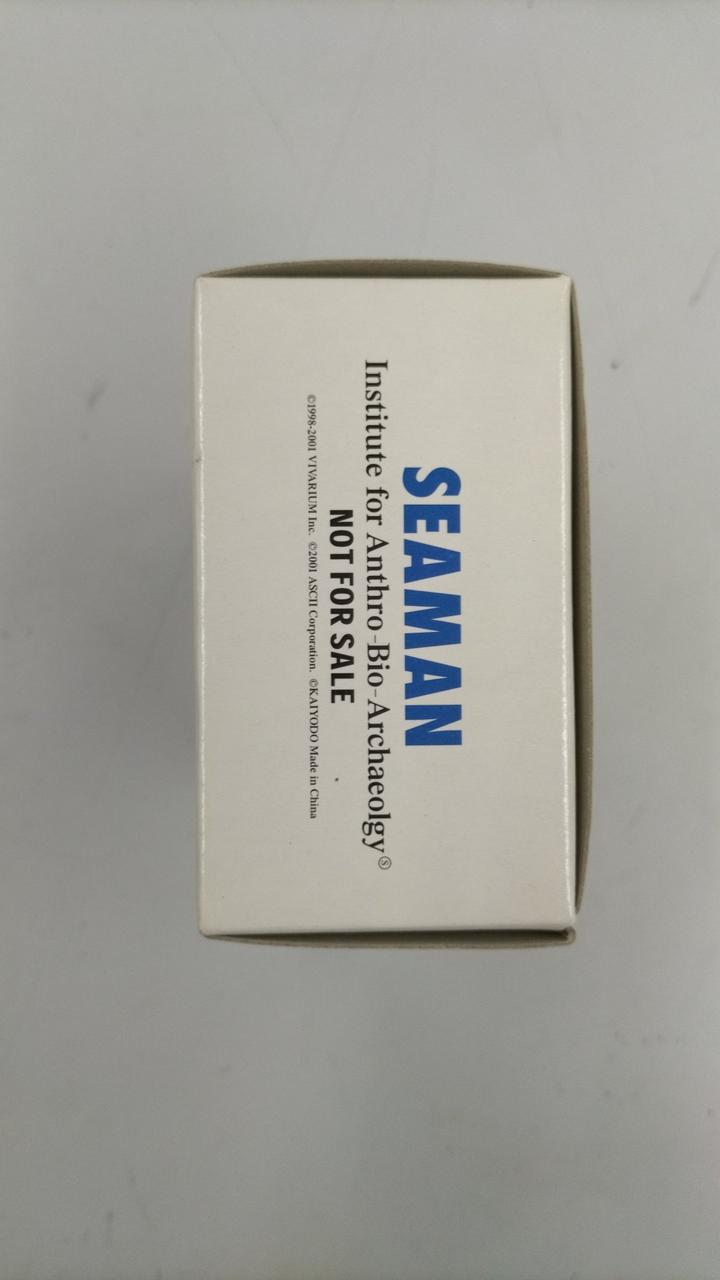 SEAMAN
Institute for Anthro-Bio-Archaeolgy®
NOT FOR SALE
©1998-2001 VIVARIUM Inc. ©2001 ASCII Corporation. ©KAIYODO Made in China